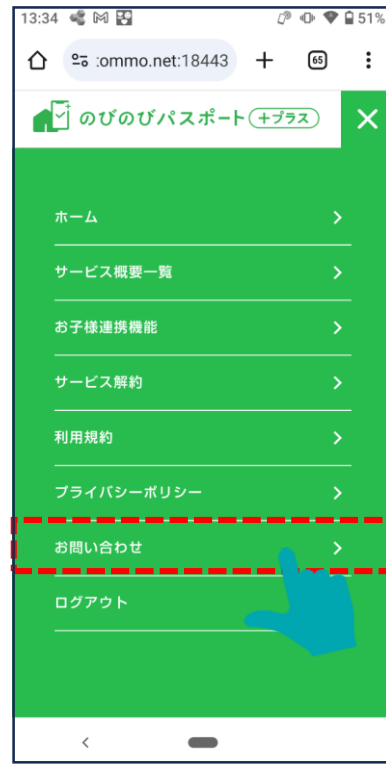 13:34 51%
:ommo.net:18443 65
のびのびパスポート +プラス
ホーム
サービス概要一覧
お子様連携機能
サービス解約
利用規約
プライバシーポリシー
お問い合わせ
ログアウト